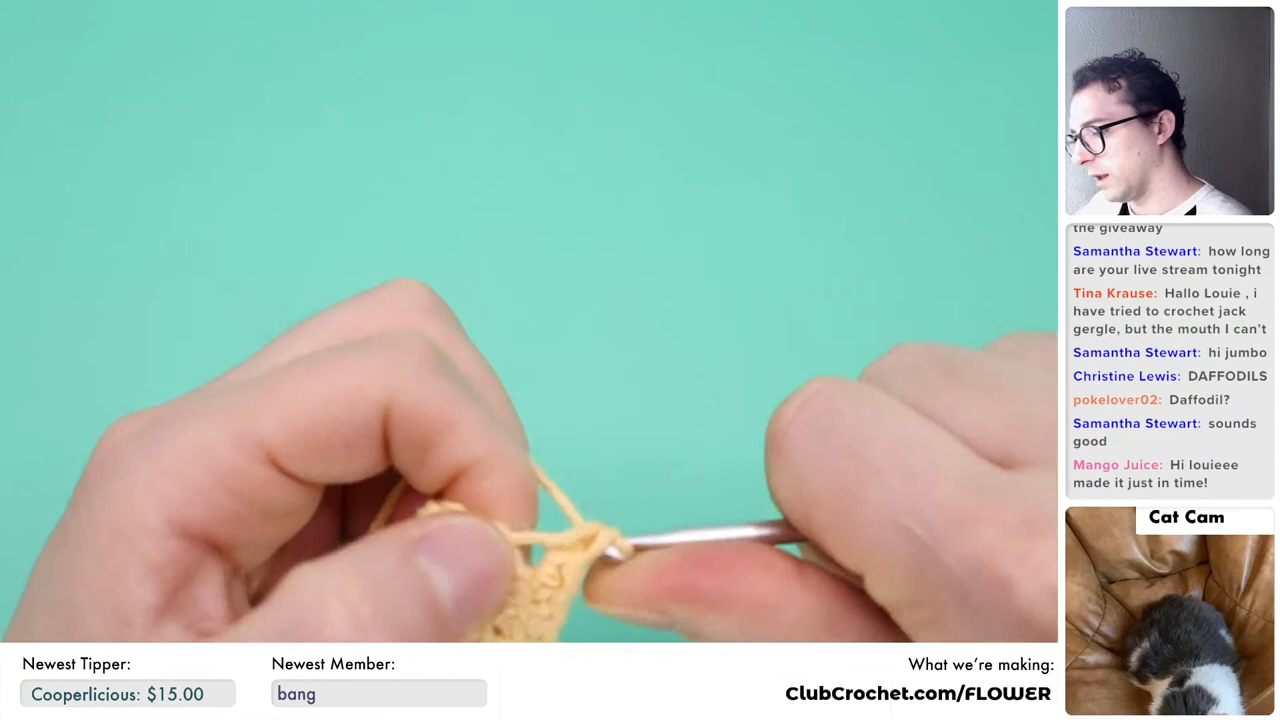 the giveaway
Samantha Stewart: how long
are your live stream tonight
Tina Krause: Hallo Louie , i
have tried to crochet jack
gergle, but the mouth I can't
Samantha Stewart: hi jumbo
Christine Lewis: DAFFODILS
pokelover02: Daffodil?
Samantha Stewart: sounds
good
Mango Juice: Hi louieee
made it just in time!
Cat Cam
Newest Tipper:
Cooperlicious: $15.00
Newest Member:
bang
What we're making:
ClubCrochet.com/FLOWER